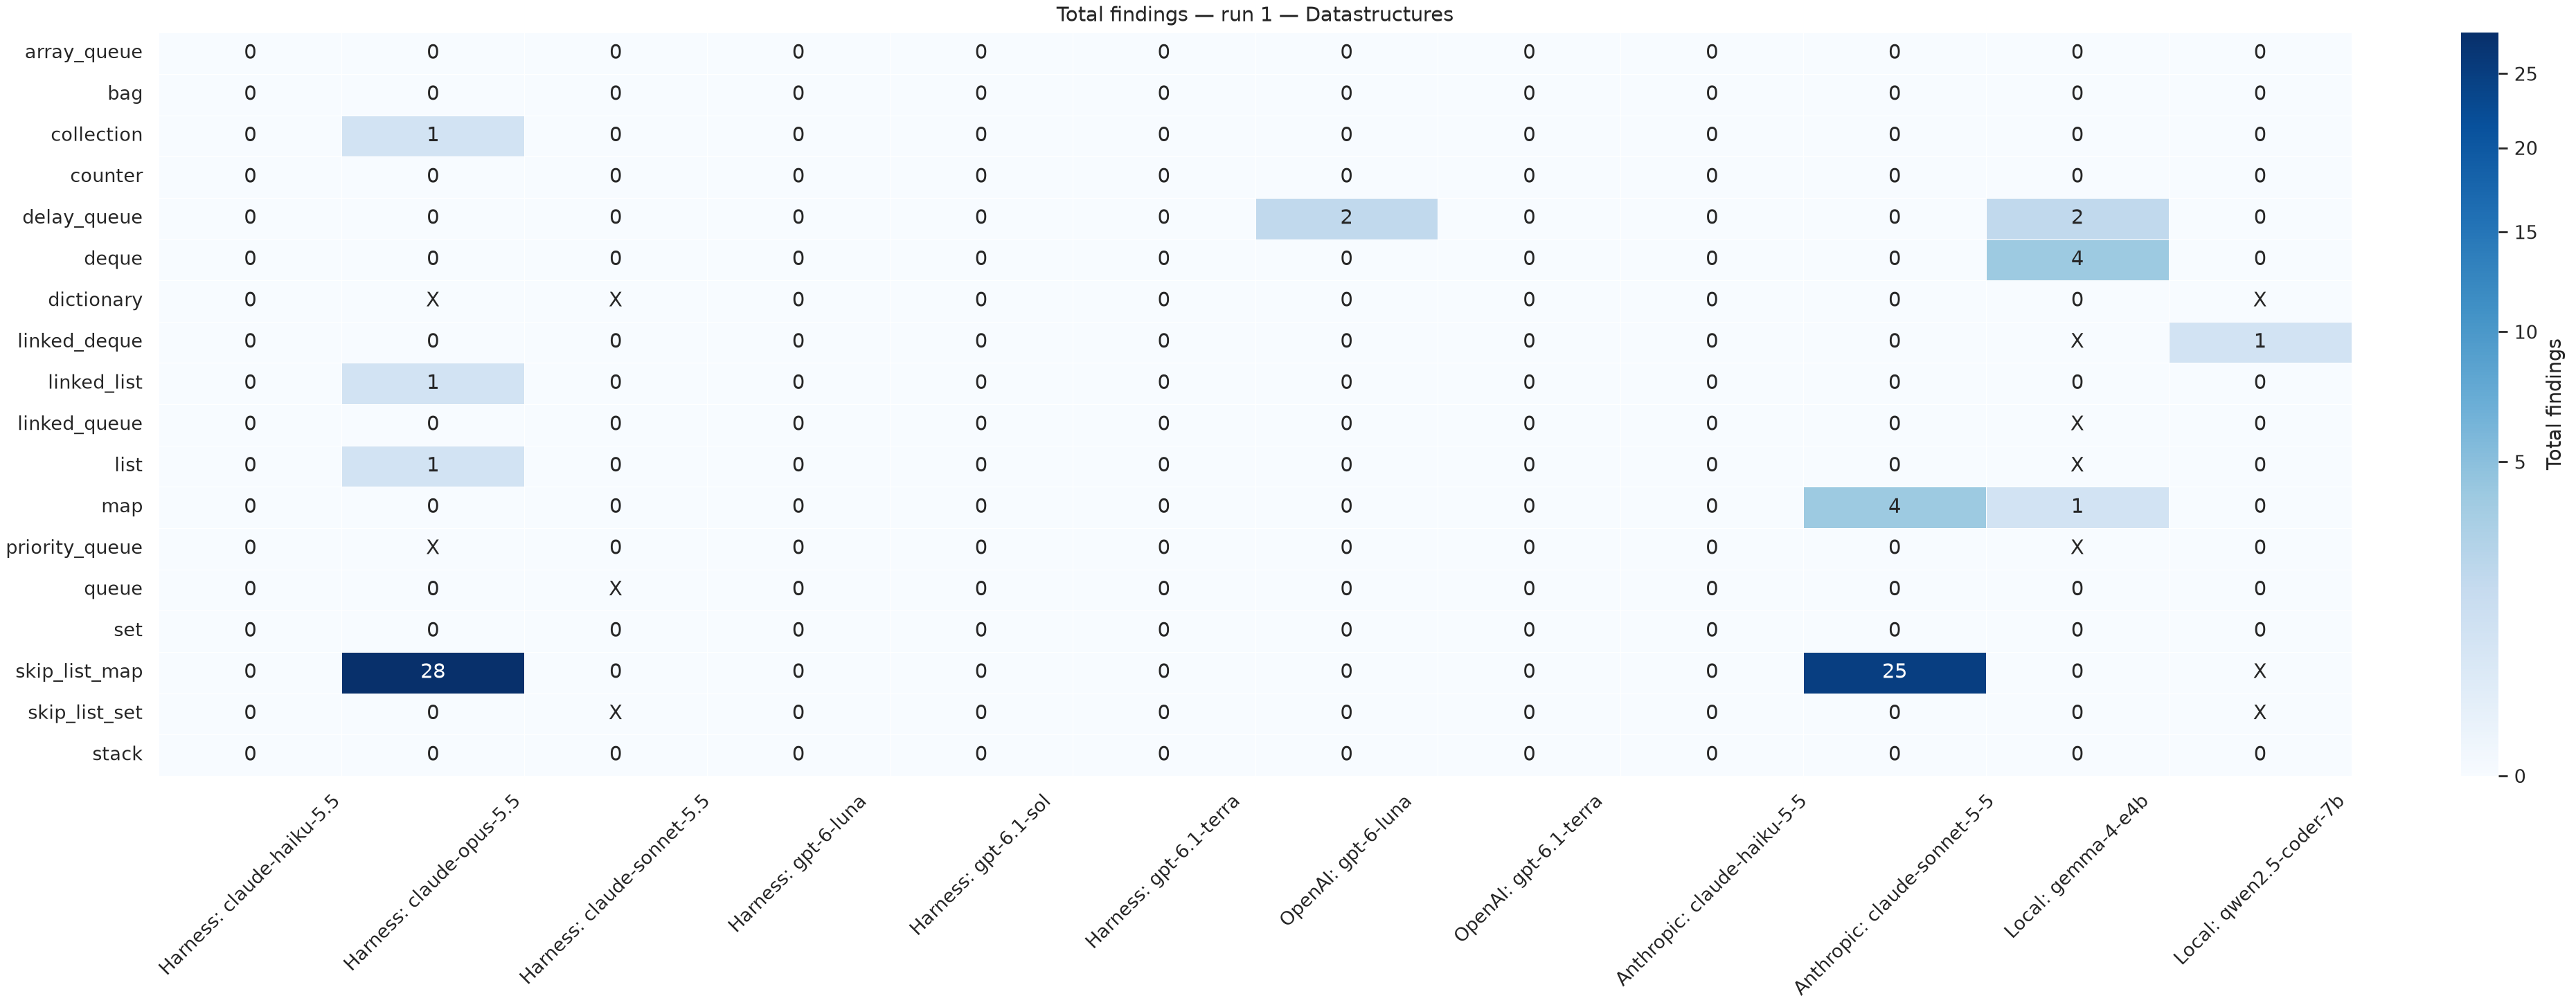 Total findings — run 1 — Datastructures
array_queue 0 0 0 0 0 0 0 0 0 0 0 0
bag 0 0 0 0 0 0 0 0 0 0 0 0
collection 0 1 0 0 0 0 0 0 0 0 0 0
counter 0 0 0 0 0 0 0 0 0 0 0 0
delay_queue 0 0 0 0 0 0 2 0 0 0 2 0
deque 0 0 0 0 0 0 0 0 0 0 4 0
dictionary 0 X X 0 0 0 0 0 0 0 0 X
linked_deque 0 0 0 0 0 0 0 0 0 0 X 1
linked_list 0 1 0 0 0 0 0 0 0 0 0 0
linked_queue 0 0 0 0 0 0 0 0 0 0 X 0
list 0 1 0 0 0 0 0 0 0 0 X 0
map 0 0 0 0 0 0 0 0 0 4 1 0
priority_queue 0 X 0 0 0 0 0 0 0 0 X 0
queue 0 0 X 0 0 0 0 0 0 0 0 0
set 0 0 0 0 0 0 0 0 0 0 0 0
skip_list_map 0 28 0 0 0 0 0 0 0 25 0 X
skip_list_set 0 0 X 0 0 0 0 0 0 0 0 X
stack 0 0 0 0 0 0 0 0 0 0 0 0
Harness: claude-haiku-5.5
Harness: claude-opus-5.5
Harness: claude-sonnet-5.5
Harness: gpt-6-luna
Harness: gpt-6.1-sol
Harness: gpt-6.1-terra
OpenAI: gpt-6-luna
OpenAI: gpt-6.1-terra
Anthropic: claude-haiku-5-5
Anthropic: claude-sonnet-5-5
Local: gemma-4-e4b
Local: qwen2.5-coder-7b
25
20
15
10
5
0
Total findings